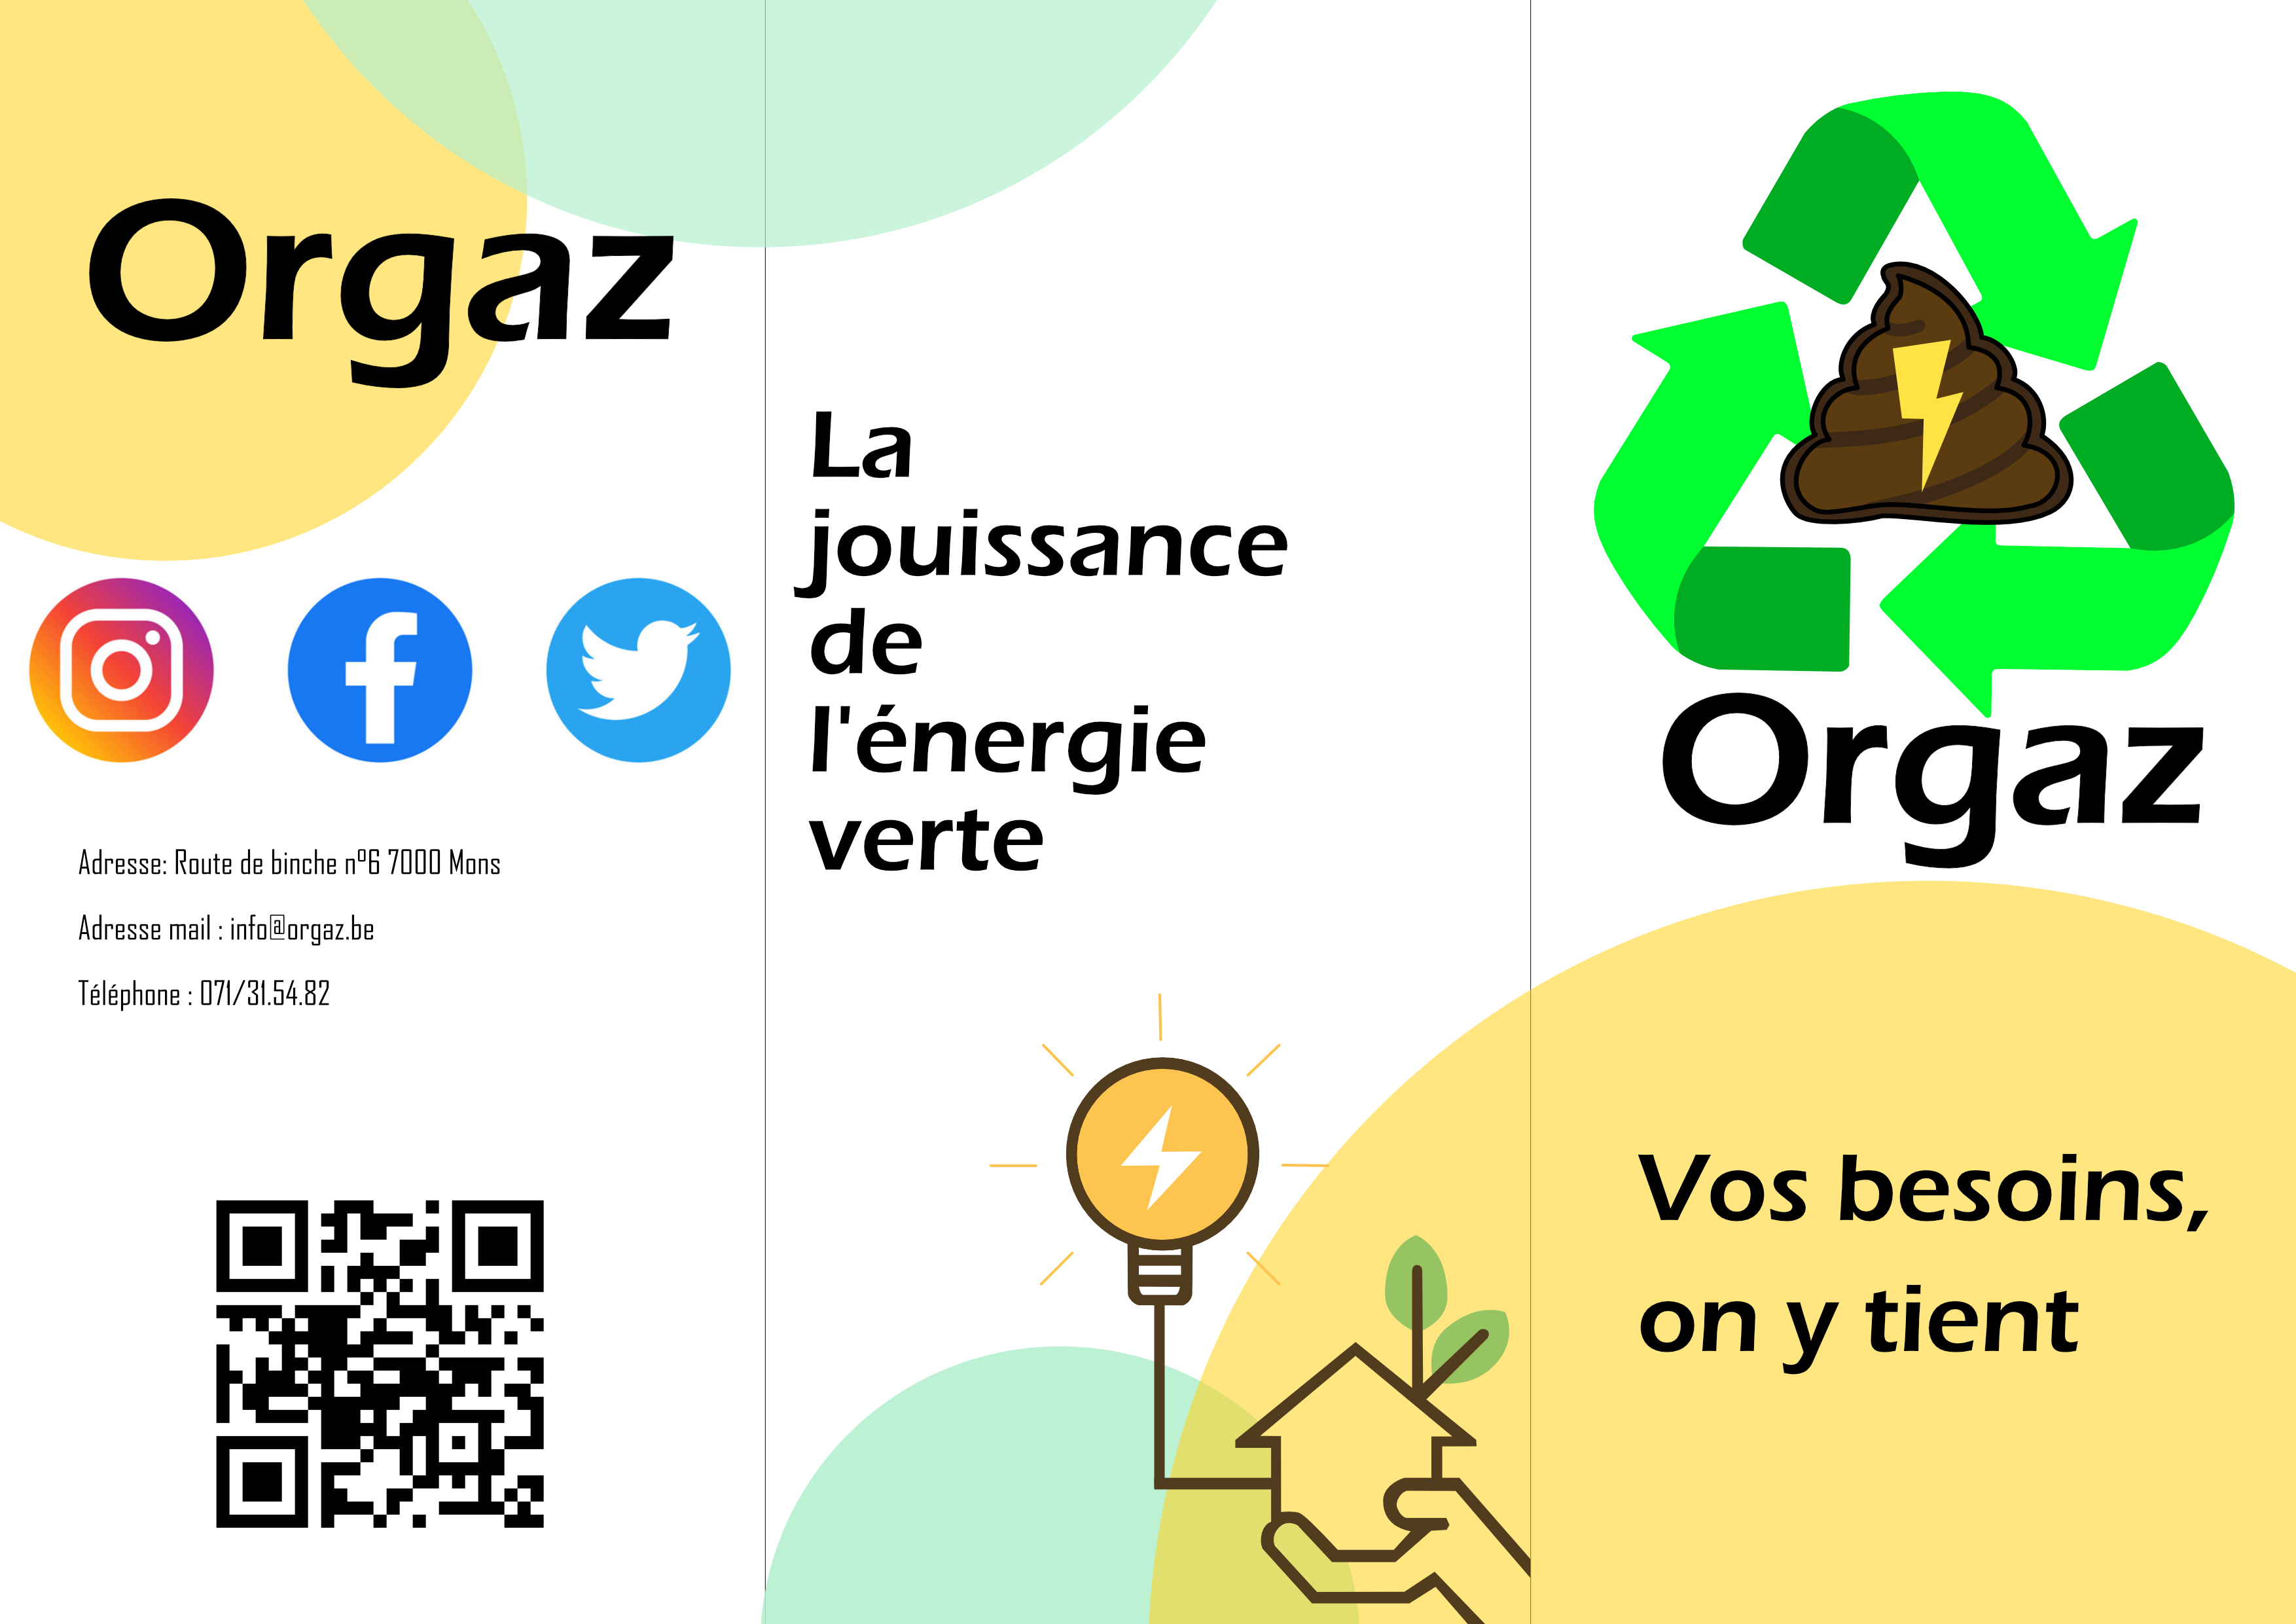 Orgaz
Adresse: Route de binche n°6 7000 Mons
Adresse mail : info@orgaz.be
Téléphone : 071/31.54.82
La
jouissance
de
l'énergie
verte
Orgaz
Vos besoins,
on y tient